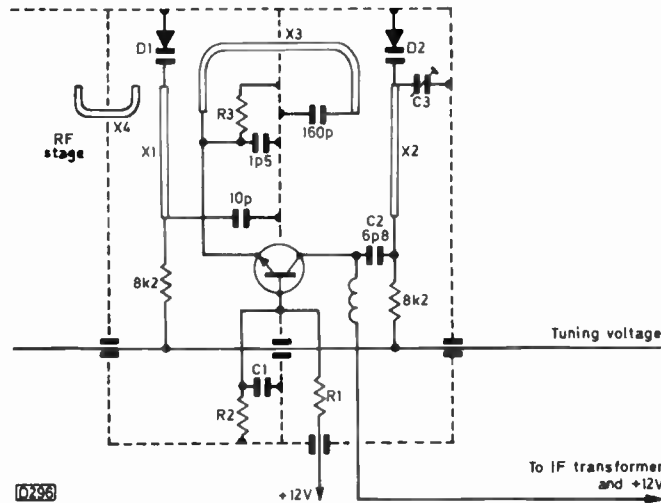 X3
D1
D2
C3
R3
X4
160p
RF
stage
X1
1p5
X2
10p
C2
6p8
8k2
8k2
Tuning voltage
C1
R1
R2
To IF transformer
and +12V
+12V
D296